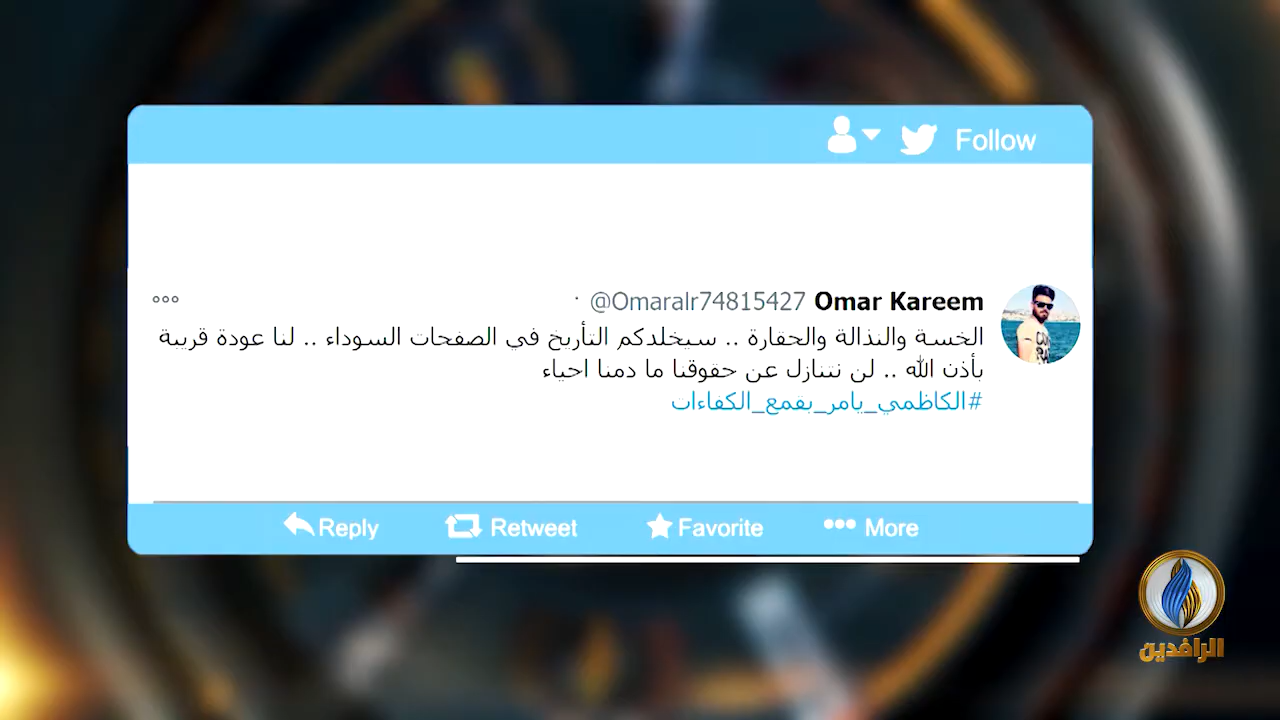 Follow
Omar Kareem @Omaralr74815427 ·
الخسة والنذالة والحقارة .. سيخلدكم التأريخ في الصفحات السوداء .. لنا عودة قريبة
بأذن الله .. لن نتنازل عن حقوقنا ما دمنا احياء
#الكاظمي_يامر_بقمع_الكفاءات
Reply Retweet Favorite More
الرافدين